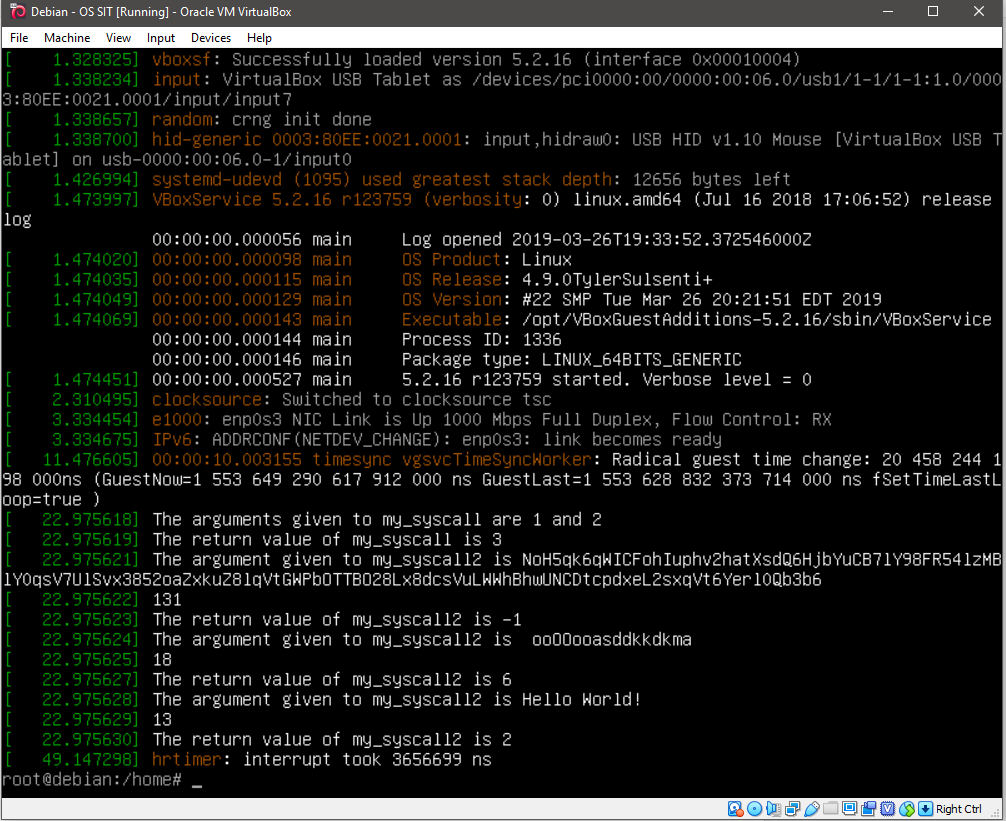 Debian - OS SIT [Running] - Oracle VM VirtualBox
File Machine View Input Devices Help
[    1.328325] vboxsf: Successfully loaded version 5.2.16 (interface 0x00010004)
[    1.338234] input: VirtualBox USB Tablet as /devices/pci0000:00/0000:00:06.0/usb1/1-1/1-1:1.0/000
3:80EE:0021.0001/input/input7
[    1.338657] random: crng init done
[    1.338700] hid-generic 0003:80EE:0021.0001: input,hidraw0: USB HID v1.10 Mouse [VirtualBox USB T
ablet] on usb-0000:00:06.0-1/input0
[    1.426994] systemd-udevd (1095) used greatest stack depth: 12656 bytes left
[    1.473997] VBoxService 5.2.16 r123759 (verbosity: 0) linux.amd64 (Jul 16 2018 17:06:52) release
log
00:00:00.000056 main     Log opened 2019-03-26T19:33:52.372546000Z
[    1.474020] 00:00:00.000098 main     OS Product: Linux
[    1.474035] 00:00:00.000115 main     OS Release: 4.9.0TylerSulsenti+
[    1.474049] 00:00:00.000129 main     OS Version: #22 SMP Tue Mar 26 20:21:51 EDT 2019
[    1.474069] 00:00:00.000143 main     Executable: /opt/VBoxGuestAdditions-5.2.16/sbin/VBoxService
00:00:00.000144 main     Process ID: 1336
00:00:00.000146 main     Package type: LINUX_64BITS_GENERIC
[    1.474451] 00:00:00.000527 main     5.2.16 r123759 started. Verbose level = 0
[    2.310495] clocksource: Switched to clocksource tsc
[    3.334454] e1000: enp0s3 NIC Link is Up 1000 Mbps Full Duplex, Flow Control: RX
[    3.334675] IPv6: ADDRCONF(NETDEV_CHANGE): enp0s3: link becomes ready
[   11.476605] 00:00:10.003155 timesync vgsvcTimeSyncWorker: Radical guest time change: 20 458 244 1
98 000ns (GuestNow=1 553 649 290 617 912 000 ns GuestLast=1 553 628 832 373 714 000 ns fSetTimeLastL
oop=true )
[   22.975618] The arguments given to my_syscall are 1 and 2
[   22.975619] The return value of my_syscall is 3
[   22.975621] The argument given to my_syscall2 is NoH5qk6qWICFohIuphv2hatXsdQ6HjbYuCB7lY98FR54lzMB
lY0qsV7UlSvx3852oaZxkuZ8lqVtGWPbOTTBO28Lx8dcsVuLWWhBhwUNCDtcpdxeL2sxqVt6Yerl0Qb3b6
[   22.975622] 131
[   22.975623] The return value of my_syscall2 is -1
[   22.975624] The argument given to my_syscall2 is  ooOOooasddkkdkma
[   22.975625] 18
[   22.975627] The return value of my_syscall2 is 6
[   22.975628] The argument given to my_syscall2 is Hello World!
[   22.975629] 13
[   22.975630] The return value of my_syscall2 is 2
[   49.147298] hrtimer: interrupt took 3656699 ns
root@debian:/home# _
Right Ctrl